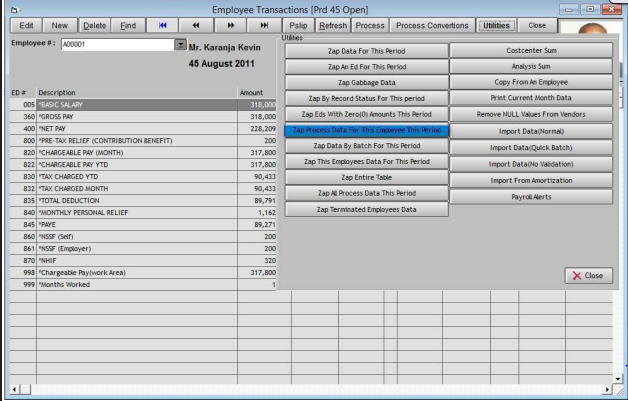 Employee Transactions [Prd 45 Open]
Edit New Delete Find Pslip Refresh Process Process Convertions Utilities Close
Employee #: A00001 Mr. Karanja Kevin
45 August 2011
ED # Description Amount
005 *BASIC SALARY 318,000
360 *GROSS PAY 318,000
400 *NET PAY 228,209
800 *PRE-TAX RELIEF (CONTRIBUTION BENEFIT) 200
820 *CHARGEABLE PAY (MONTH) 317,800
822 *CHARGEABLE PAY YTD 317,800
830 *TAX CHARGED YTD 90,433
832 *TAX CHARGED MONTH 90,433
835 *TOTAL DEDUCTION 89,791
840 *MONTHLY PERSONAL RELIEF 1,162
845 *PAYE 89,271
860 *NSSF (Self) 200
861 *NSSF (Employer) 200
870 *NHIF 320
998 *Chargeable Pay(work Area) 317,800
999 *Months Worked 1
Utilities
Zap Data For This Period
Zap An Ed For This Period
Zap Gabbage Data
Zap By Record Status For This period
Zap Eds With Zero(0) Amounts This Period
Zap Process Data For This Employee This Period
Zap Data By Batch For This Period
Zap This Employees Data For This Period
Zap Entire Table
Zap All Process Data This Period
Zap Terminated Employees Data
Costcenter Sum
Analysis Sum
Copy From An Employee
Print Current Month Data
Remove NULL Values From Vendors
Import Data(Normal)
Import Data(Quick Batch)
Import Data(No Validation)
Import From Amortization
Payroll Alerts
Close